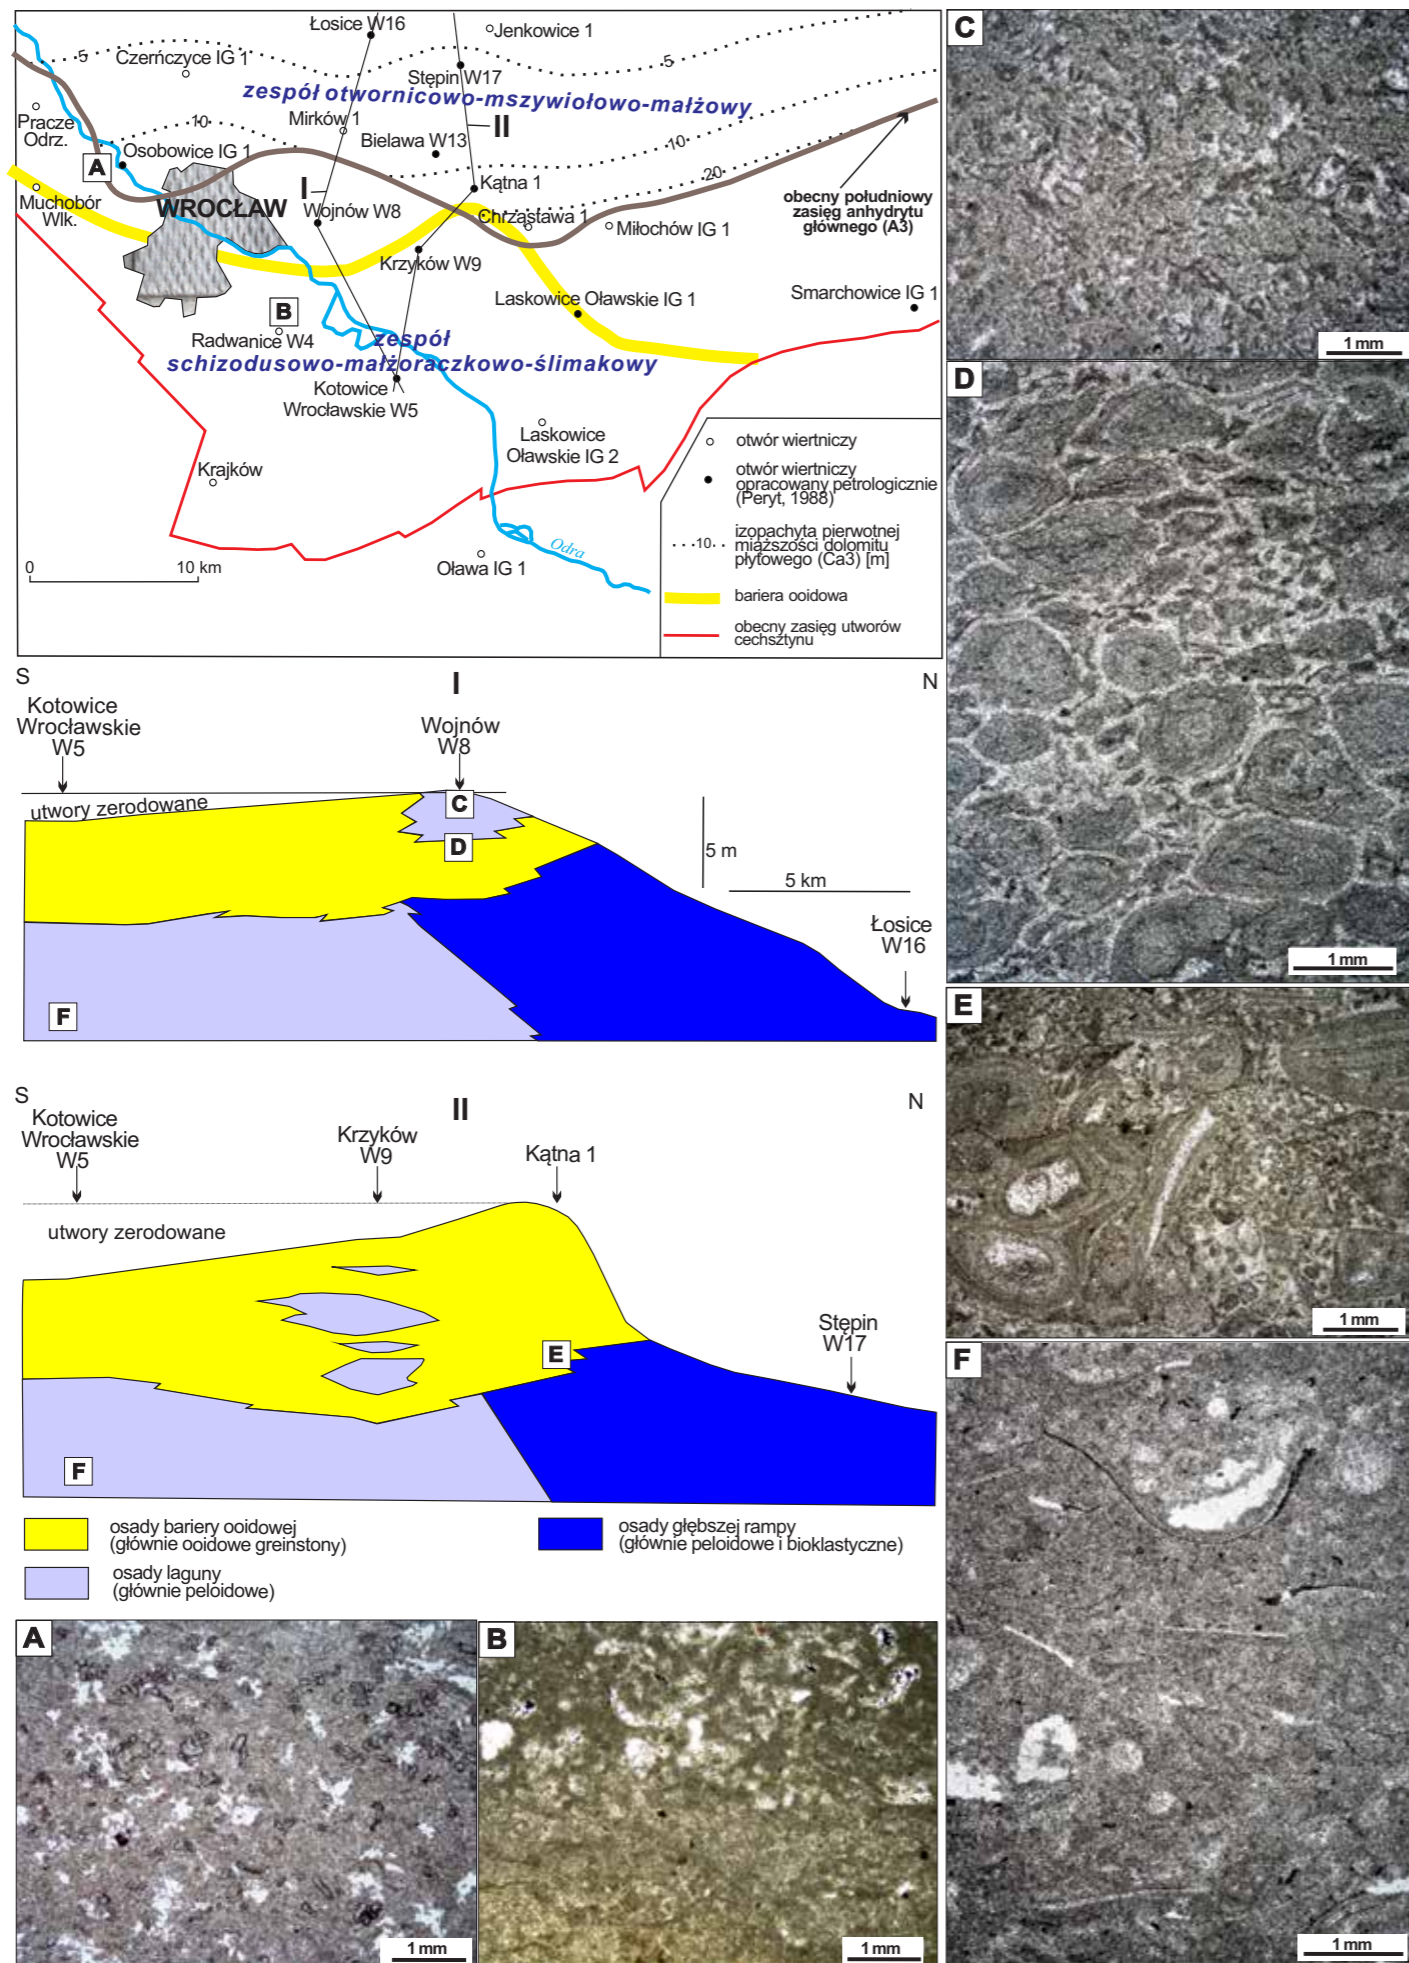 Łosice W16
Jenkowice 1
5
Czerńczyce IG 1
5
Stępin W17
zespół otwornicowo-mszywiołowo-małżowy
Pracze
Odrz.
10
Mirków 1
II
Bielawa W13
10
A
Osobowice IG 1
20
Kątna 1
I
Muchobór
Wlk.
WROCŁAW
Wojnów W8
Chrząstawa 1
Miłochów IG 1
obecny południowy
zasięg anhydrytu
głównego (A3)
Krzyków W9
B
Laskowice Oławskie IG 1
Smarchowice IG 1
Radwanice W4
zespół
schizodusowo-małżoraczkowo-ślimakowy
Kotowice
Wrocławskie W5
Laskowice
Oławskie IG 2
Krajków
Odra
Oława IG 1
0
10 km
otwór wiertniczy
otwór wiertniczy
opracowany petrologicznie
(Peryt, 1988)
10
izopachyta pierwotnej
miąższości dolomitu
płytowego (Ca3) [m]
bariera ooidowa
obecny zasięg utworów
cechsztynu
S
I
N
Kotowice
Wrocławskie
W5
Wojnów
W8
utwory zerodowane
C
D
5 m
5 km
Łosice
W16
F
S
II
N
Kotowice
Wrocławskie
W5
Krzyków
W9
Kątna 1
utwory zerodowane
E
Stępin
W17
F
osady bariery ooidowej
(głównie ooidowe greinstony)
osady głębszej rampy
(głównie peloidowe i bioklastyczne)
osady laguny
(głównie peloidowe)
A
1 mm
B
1 mm
C
1 mm
D
1 mm
E
1 mm
F
1 mm